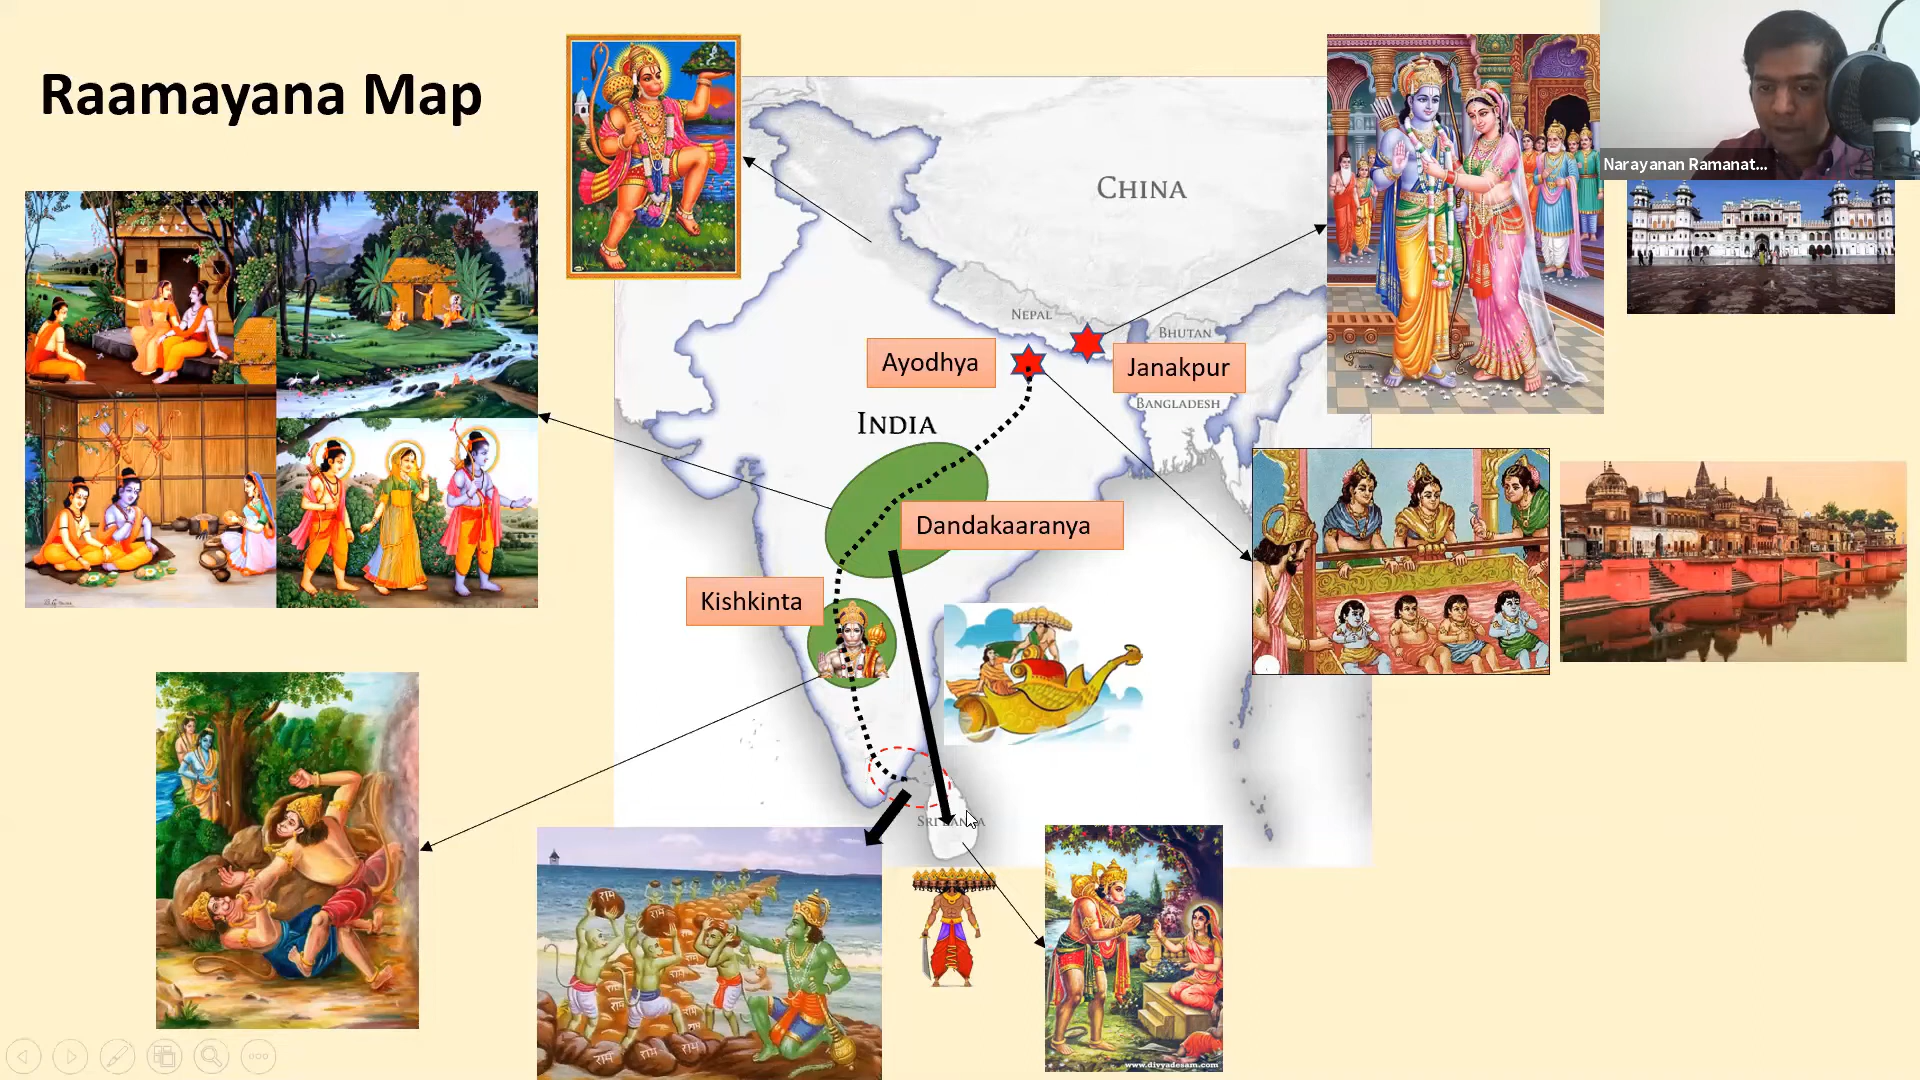 Raamayana Map
CHINA
Narayanan Ramanat...
NEPAL
BHUTAN
Ayodhya
Janakpur
BANGLADESH
INDIA
Dandakaaranya
Kishkinta
राम
राम
राम
राम
राम
राम
राम
www.divyadesam.com